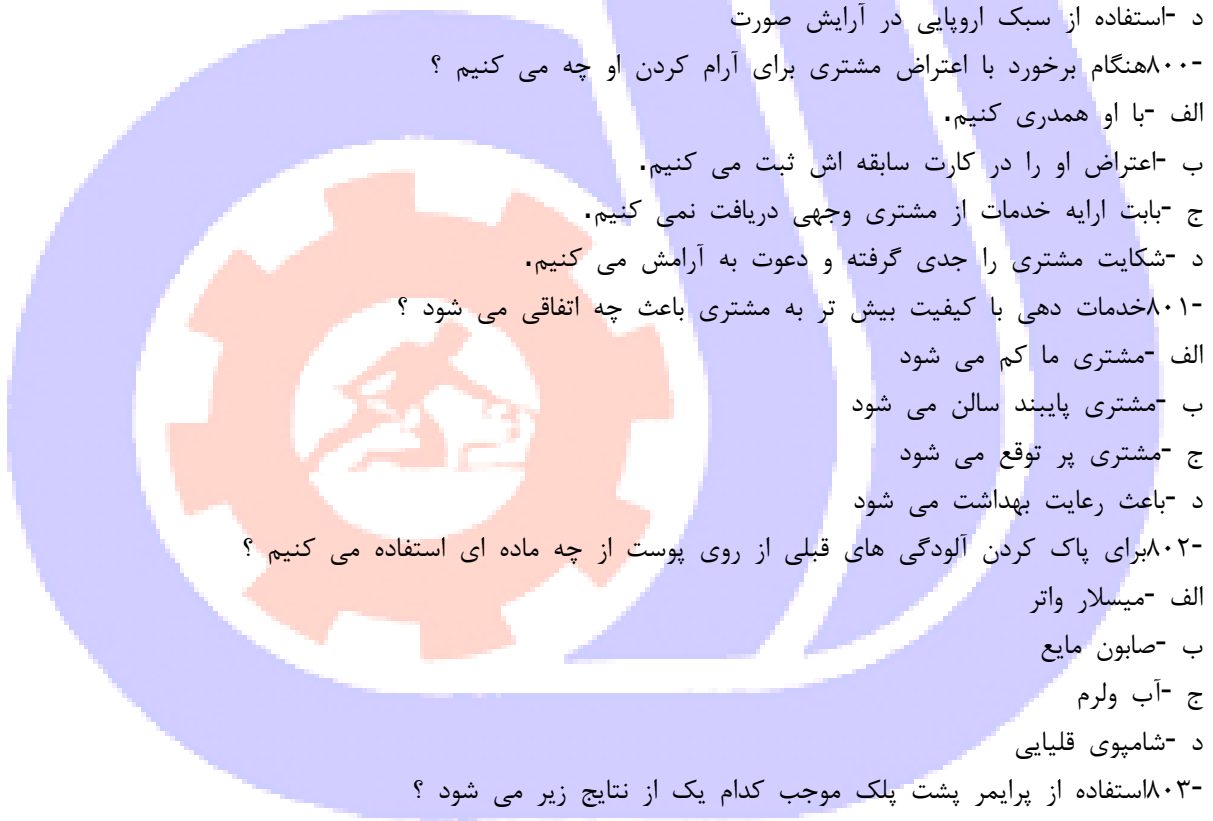 د -استفاده از سبک اروپایی در آرایش صورت
-۸۰۰هنگام برخورد با اعتراض مشتری برای آرام کردن او چه می کنیم ؟
الف -با او همدری کنیم.
ب -اعتراض او را در کارت سابقه اش ثبت می کنیم.
ج -بابت ارایه خدمات از مشتری وجهی دریافت نمی کنیم.
د -شکایت مشتری را جدی گرفته و دعوت به آرامش می کنیم.
-۸۰۱خدمات دهی با کیفیت بیش تر به مشتری باعث چه اتفاقی می شود ؟
الف -مشتری ما کم می شود
ب -مشتری پایبند سالن می شود
ج -مشتری پر توقع می شود
د -باعث رعایت بهداشت می شود
-۸۰۲برای پاک کردن آلودگی های قبلی از روی پوست از چه ماده ای استفاده می کنیم ؟
الف -میسلار واتر
ب -صابون مایع
ج -آب ولرم
د -شامپوی قلیایی
-۸۰۳استفاده از پرایمر پشت پلک موجب کدام یک از نتایج زیر می شود ؟